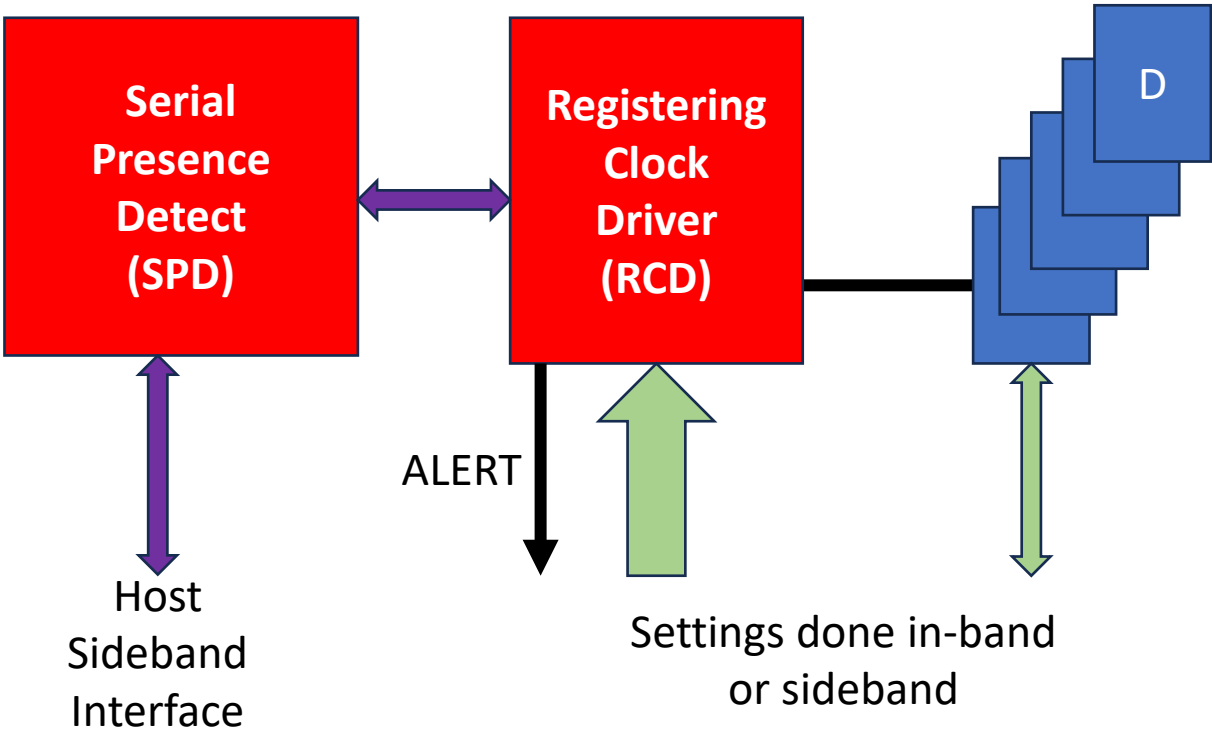 Serial
Presence
Detect
(SPD)
Registering
Clock
Driver
(RCD)
D
ALERT
Host
Sideband
Interface
Settings done in-band
or sideband